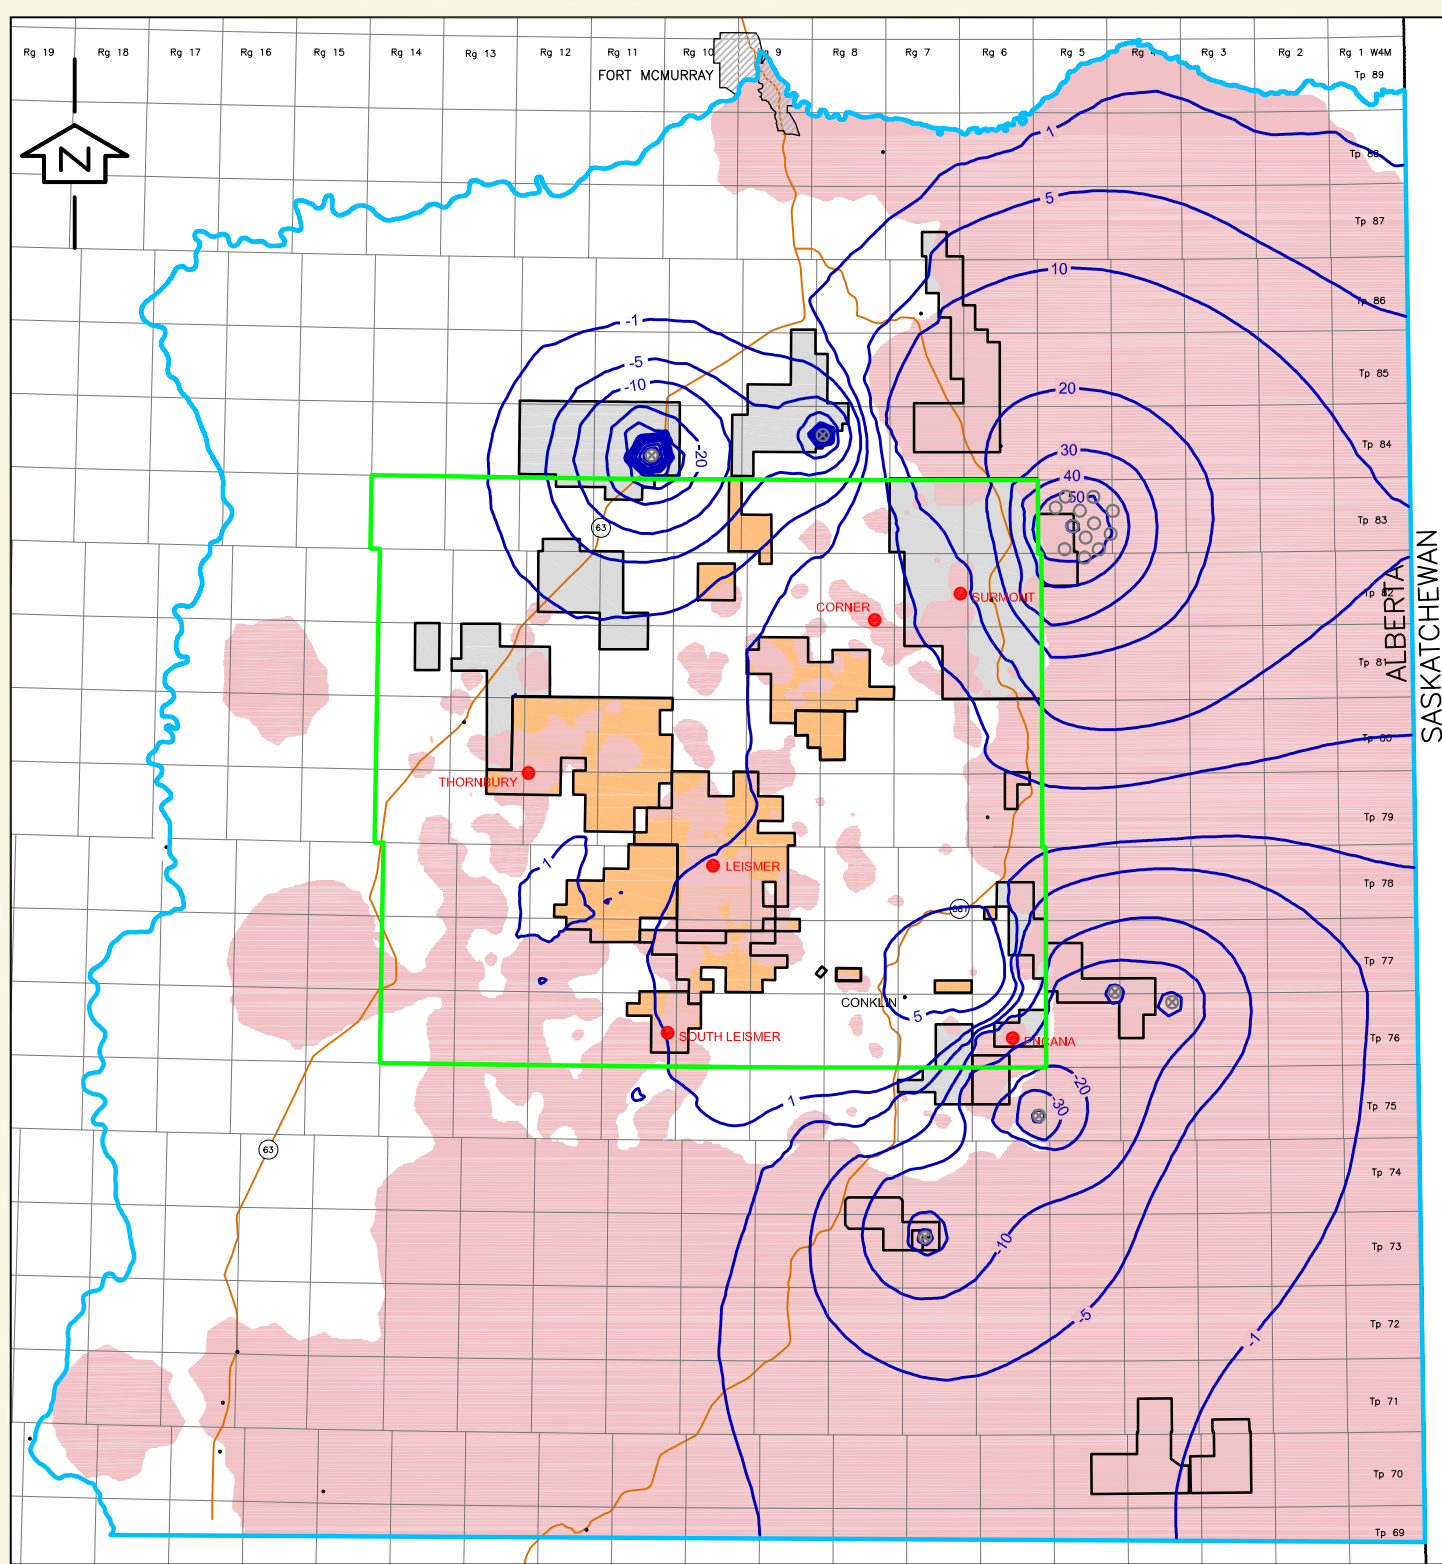 Rg 19 Rg 18 Rg 17 Rg 16 Rg 15 Rg 14 Rg 13 Rg 12 Rg 11 Rg 10 9 Rg 8 Rg 7 Rg 6 Rg 5 Rg 4 Rg 3 Rg 2 Rg 1 W4M
FORT MCMURRAY
Tp 89
N
1
Tp 88
5
Tp 87
10
Tp 86
-1
-5
-10
Tp 85
20
Tp 84
-20
30
40
50
63
Tp 83
ALBERTA
SASKATCHEWAN
Tp 82
CORNER
SURMONT
Tp 81
Tp 80
THORNBURY
Tp 79
1
LEISMER
Tp 78
881
Tp 77
CONKLIN
5
SOUTH LEISMER
ENCANA
Tp 76
-20
-30
1
Tp 75
63
Tp 74
-10
Tp 73
-5
-1
Tp 72
Tp 71
Tp 70
Tp 69